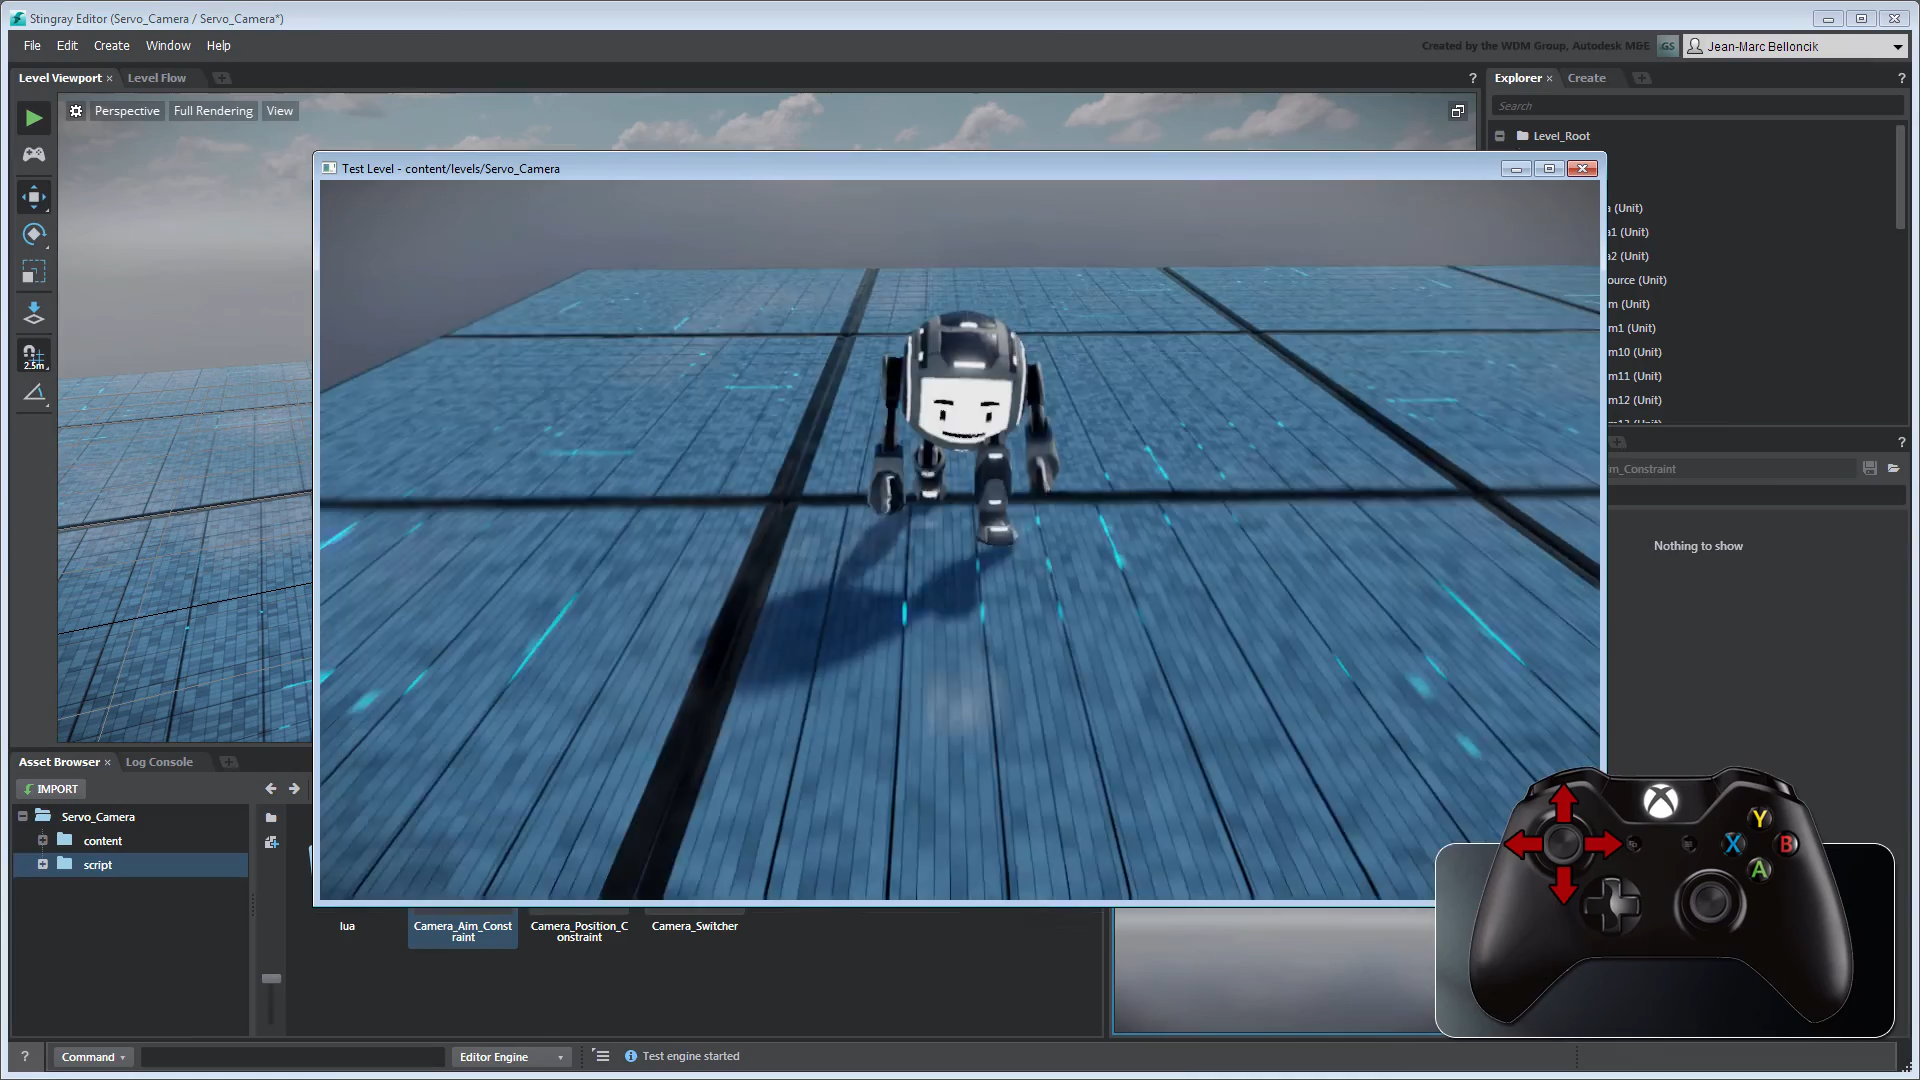 Stingray Editor (Servo_Camera / Servo_Camera*)
File Edit Create Window Help
Created by the WDM Group, Autodesk M&E GS Jean-Marc Belloncik
Level Viewport × Level Flow
?
Explorer × Create
?
Perspective Full Rendering View
Search
Level_Root
Test Level - content/levels/Servo_Camera
a (Unit)
a1 (Unit)
a2 (Unit)
ource (Unit)
m (Unit)
m1 (Unit)
m10 (Unit)
m11 (Unit)
m12 (Unit)
2.5m
?
m_Constraint
Nothing to show
Asset Browser × Log Console
IMPORT
Servo_Camera
content
script
lua
Camera_Aim_Const
raint
Camera_Position_C
onstraint
Camera_Switcher
Y
X
B
A
? Command Editor Engine Test engine started